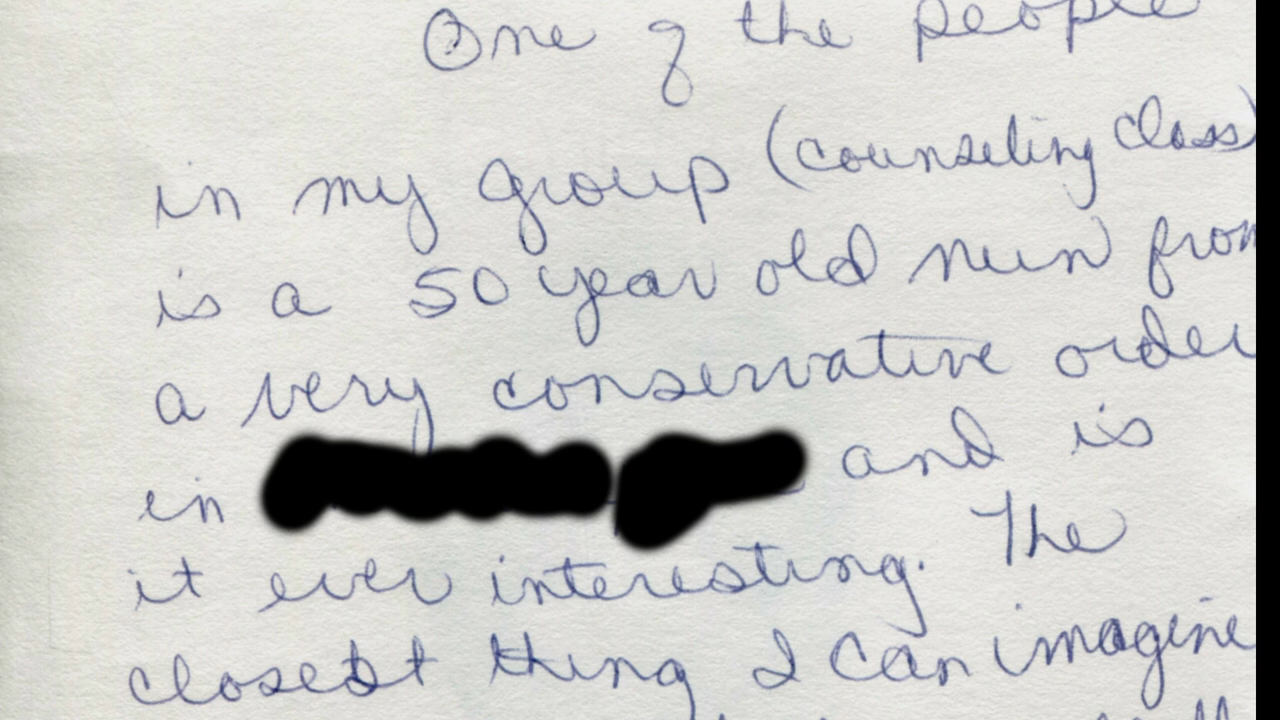 One of the people
in my group (counseling class)
is a 50 year old nun from
a very conservative order
in and is
it ever interesting. The
closest thing I can imagine